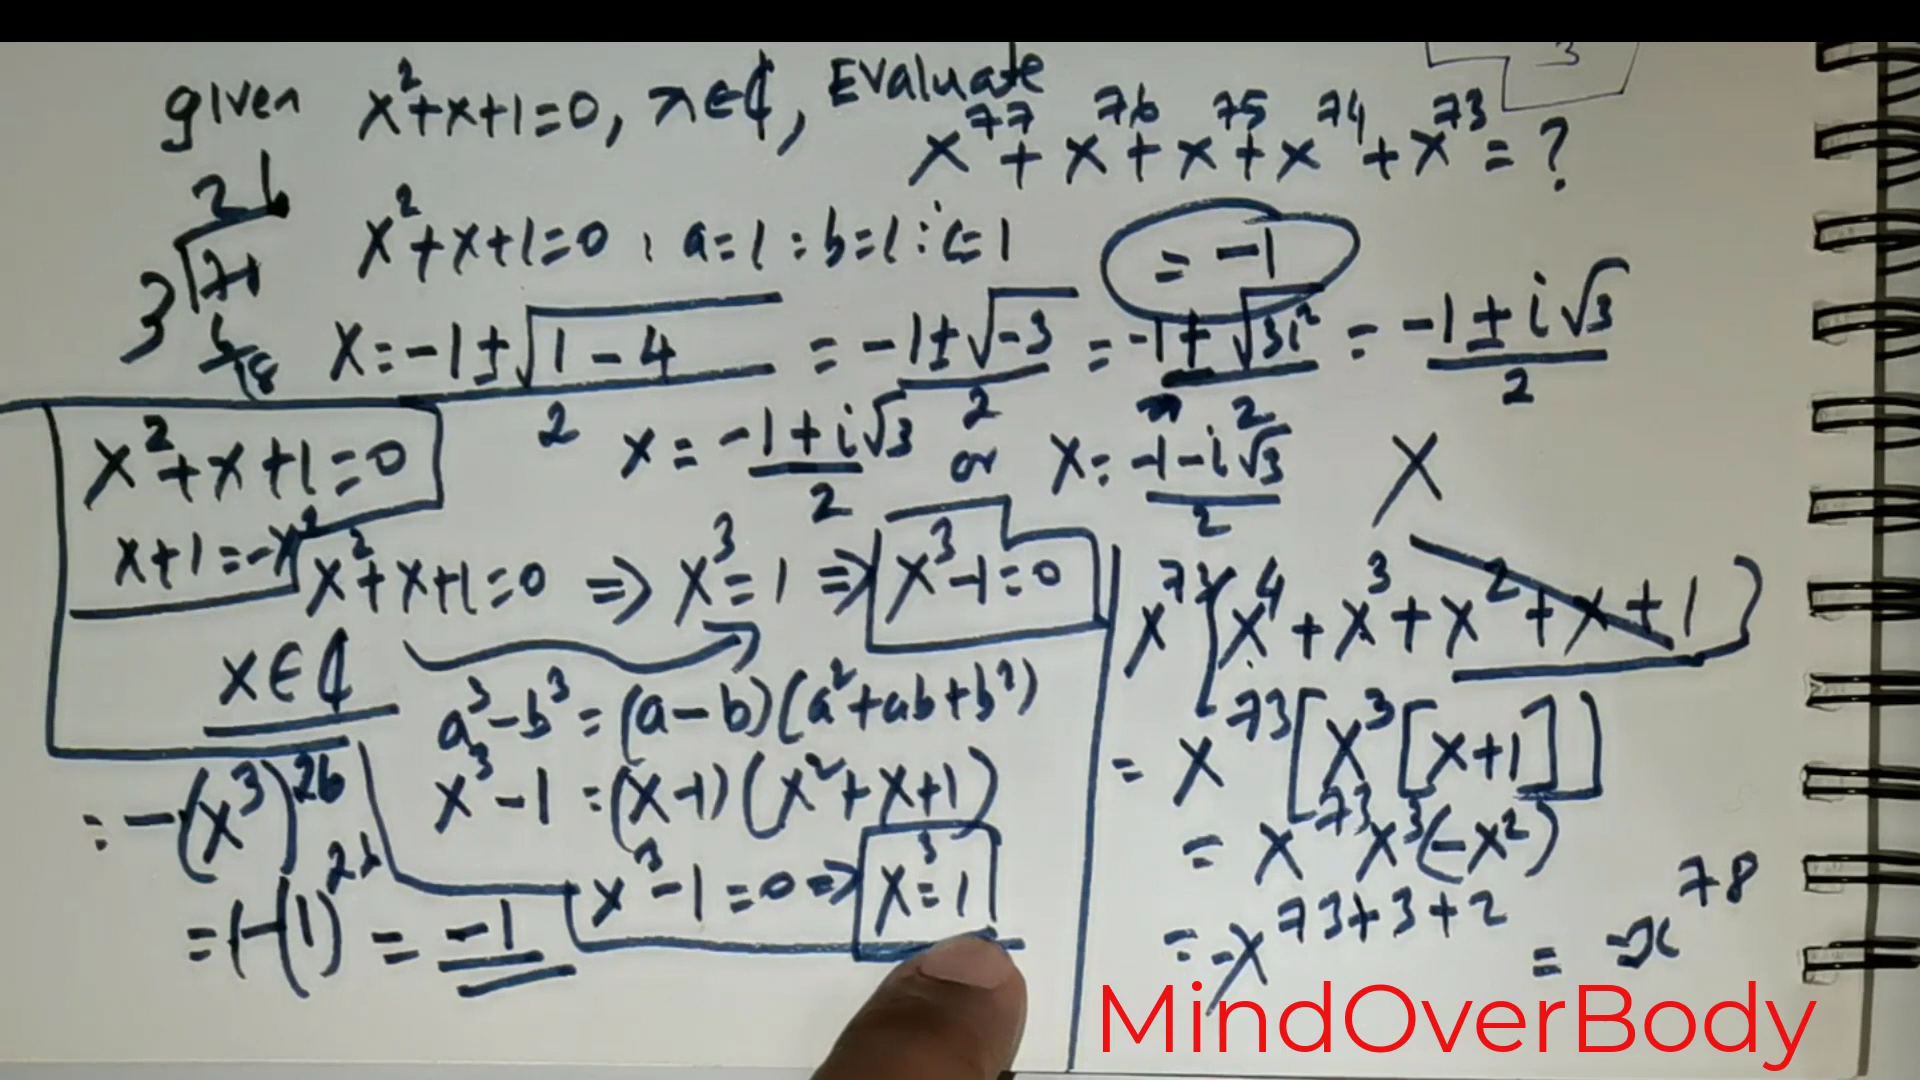 3
given x²+x+1=0, x∈ℂ, Evaluate
x⁷⁷+x⁷⁶+x⁷⁵+x⁷⁴+x⁷³=?
26
3
x²+x+1=0, a=1:b=1:c=1
= -1
18
x=-1±√1-4/2 = -1±√-3/2 = -1±√3i²/2 = -1±i√3/2
x= -1+i√3/2 or x= -1-i√3/2
x
x²+x+1=0
x+1=-x²
x²+x+1=0 => x³=1 => x³-1=0
x∈ℂ
a³-b³=(a-b)(a²+ab+b²)
x³-1=(x-1)(x²+x+1)
x³-1=0 => x³=1
=-(x³)²⁶
=(-(1)²⁶ = -1
x⁷³(x⁴+x³+x²+x+1)
=x⁷³[x³[x+1]]
=x⁷³x³(-x²)
=-x⁷³⁺³⁺² = -x⁷⁸
MindOverBody